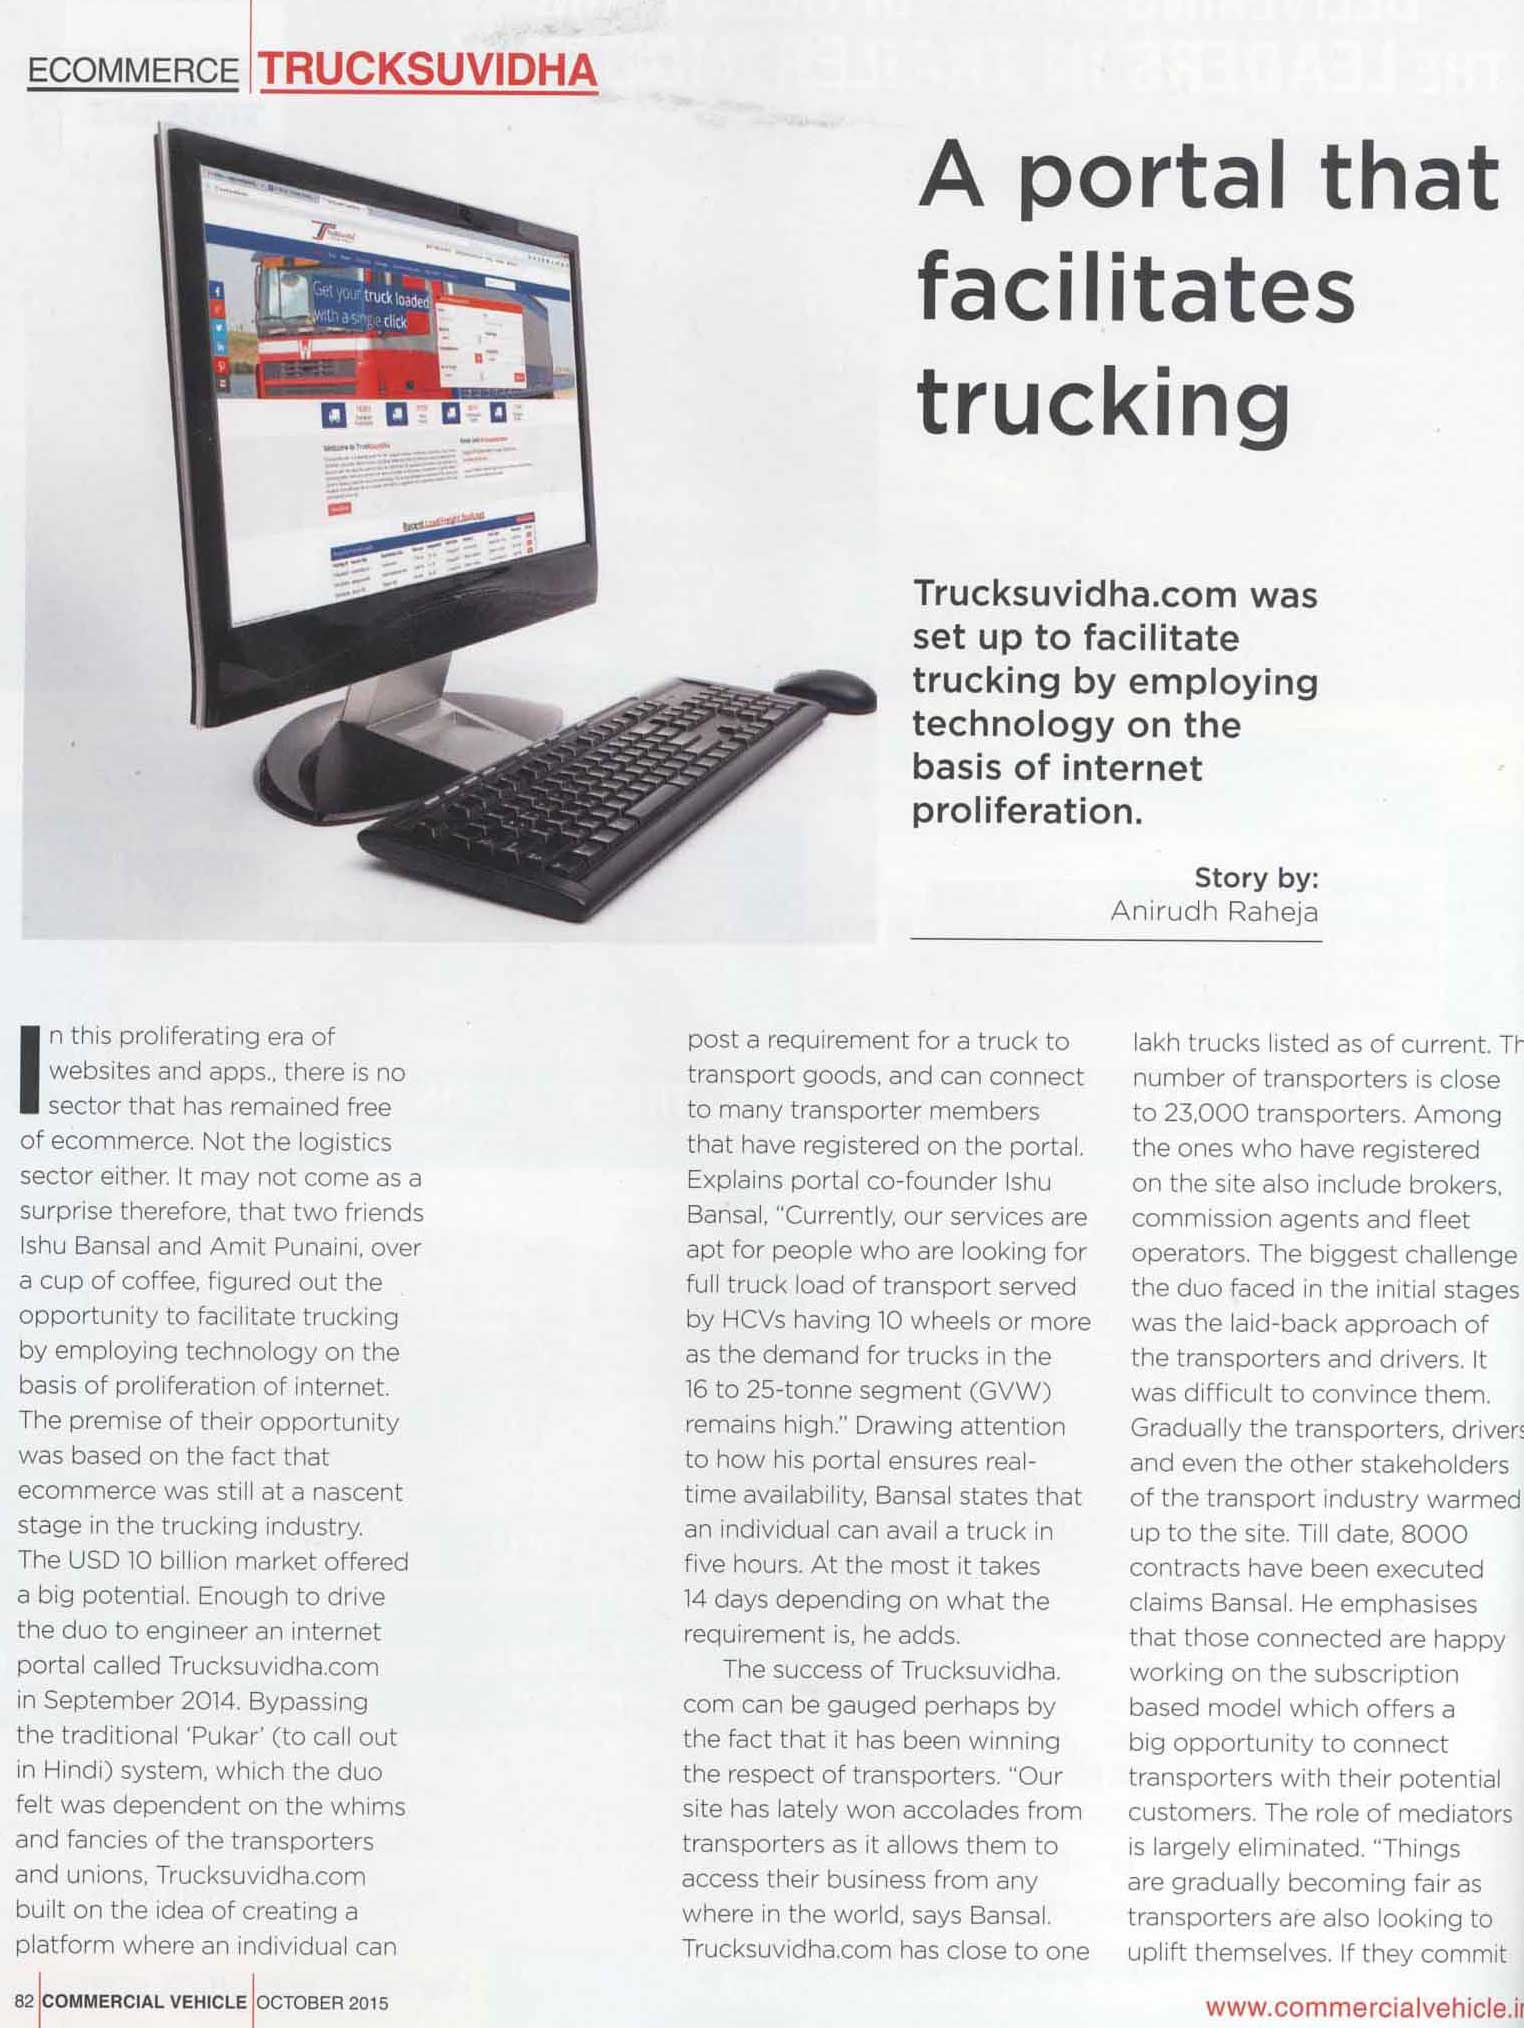 ECOMMERCE TRUCKSUVIDHA
Get your truck loaded
with a single click
A portal that
facilitates
trucking
Trucksuvidha.com was
set up to facilitate
trucking by employing
technology on the
basis of internet
proliferation.
Story by:
Anirudh Raheja
In this proliferating era of
websites and apps., there is no
sector that has remained free
of ecommerce. Not the logistics
sector either. It may not come as a
surprise therefore, that two friends
Ishu Bansal and Amit Punaini, over
a cup of coffee, figured out the
opportunity to facilitate trucking
by employing technology on the
basis of proliferation of internet.
The premise of their opportunity
was based on the fact that
ecommerce was still at a nascent
stage in the trucking industry.
The USD 10 billion market offered
a big potential. Enough to drive
the duo to engineer an internet
portal called Trucksuvidha.com
in September 2014. Bypassing
the traditional 'Pukar' (to call out
in Hindi) system, which the duo
felt was dependent on the whims
and fancies of the transporters
and unions, Trucksuvidha.com
built on the idea of creating a
platform where an individual can
post a requirement for a truck to
transport goods, and can connect
to many transporter members
that have registered on the portal.
Explains portal co-founder Ishu
Bansal, "Currently, our services are
apt for people who are looking for
full truck load of transport served
by HCVs having 10 wheels or more
as the demand for trucks in the
16 to 25-tonne segment (GVW)
remains high." Drawing attention
to how his portal ensures real-
time availability, Bansal states that
an individual can avail a truck in
five hours. At the most it takes
14 days depending on what the
requirement is, he adds.
The success of Trucksuvidha.
com can be gauged perhaps by
the fact that it has been winning
the respect of transporters. "Our
site has lately won accolades from
transporters as it allows them to
access their business from any
where in the world, says Bansal.
Trucksuvidha.com has close to one
lakh trucks listed as of current. Th
number of transporters is close
to 23,000 transporters. Among
the ones who have registered
on the site also include brokers,
commission agents and fleet
operators. The biggest challenge
the duo faced in the initial stages
was the laid-back approach of
the transporters and drivers. It
was difficult to convince them.
Gradually the transporters, drivers
and even the other stakeholders
of the transport industry warmed
up to the site. Till date, 8000
contracts have been executed
claims Bansal. He emphasises
that those connected are happy
working on the subscription
based model which offers a
big opportunity to connect
transporters with their potential
customers. The role of mediators
is largely eliminated. "Things
are gradually becoming fair as
transporters are also looking to
uplift themselves. If they commit
82 COMMERCIAL VEHICLE OCTOBER 2015
www.commercialvehicle.in